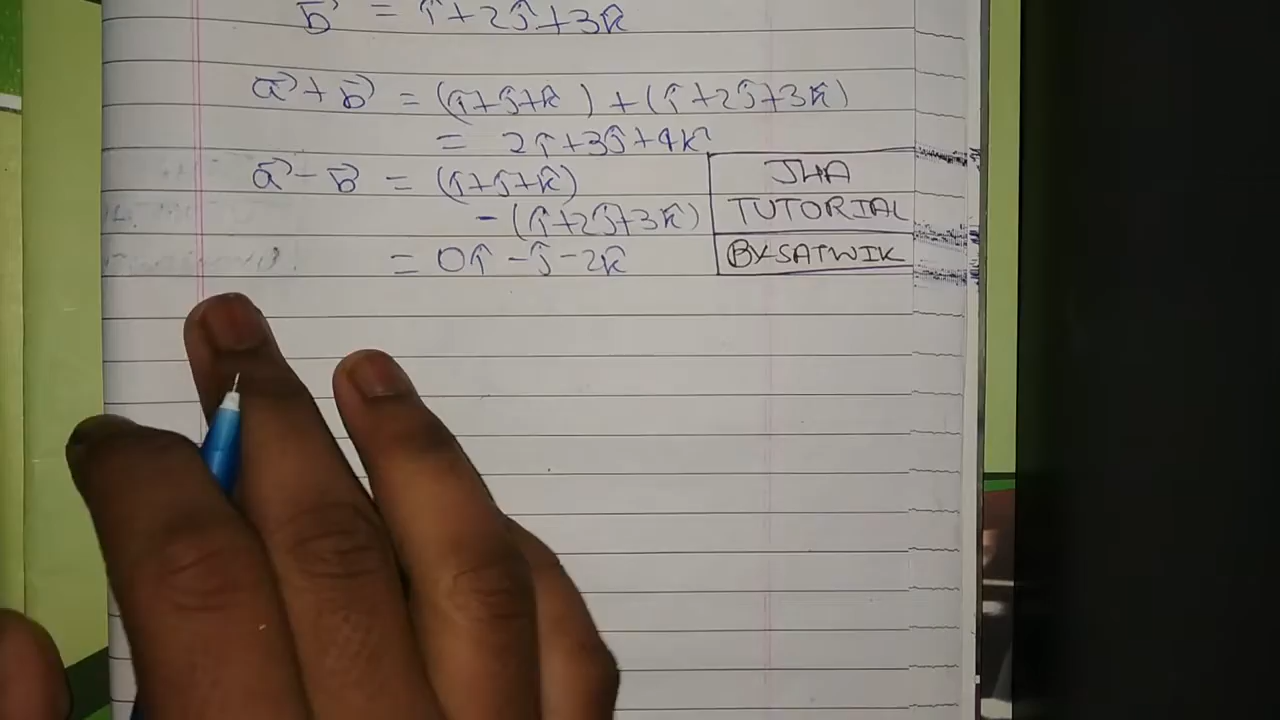 b⃗ = î+2ĵ+3k̂
a⃗+b⃗ = (î+ĵ+k̂) + (î+2ĵ+3k̂)
= 2î+3ĵ+4k̂
a⃗-b⃗ = (î+ĵ+k̂)
-(î+2ĵ+3k̂)
= 0î-ĵ-2k̂
JHA
TUTORIAL
BY SATWIK